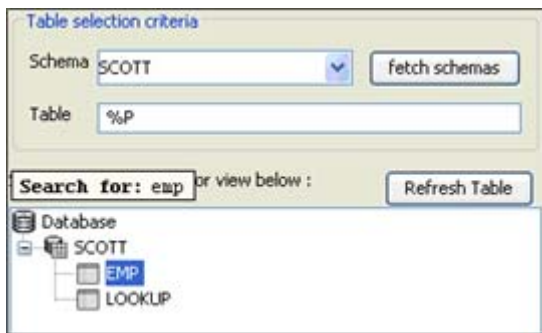 Table selection criteria
Schema SCOTT fetch schemas
Table %P
Search for: emp or view below :
Refresh Table
Database
SCOTT
EMP
LOOKUP